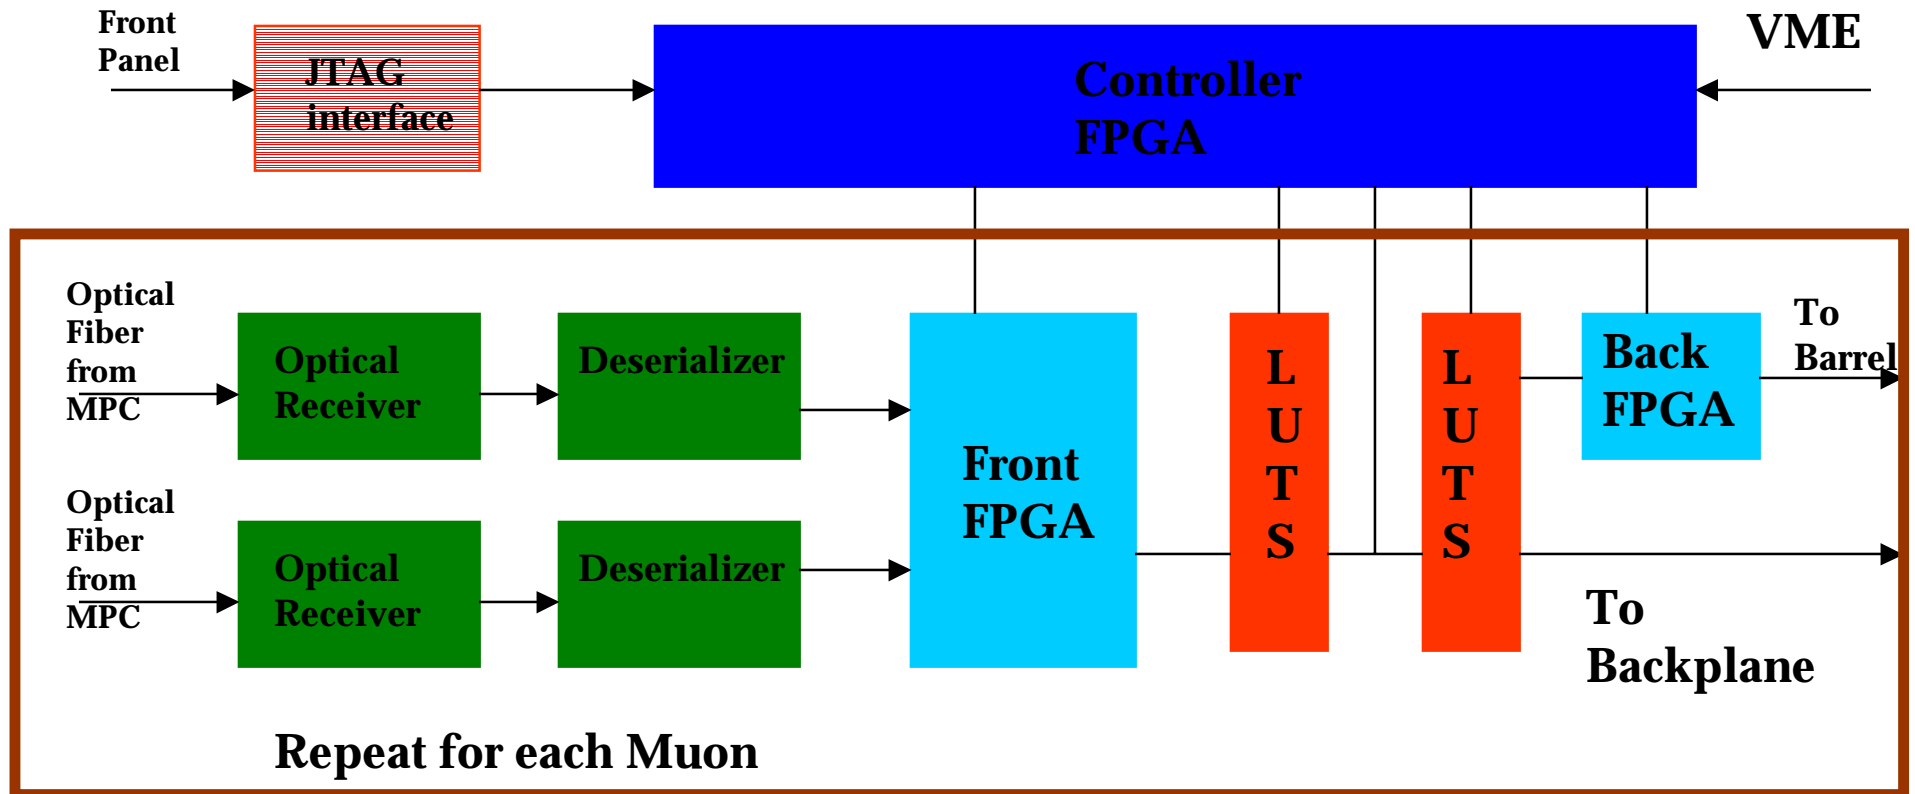 Front
Panel
JTAG
interface
Controller
FPGA
VME
Optical
Fiber
from
MPC
Optical
Receiver
Deserializer
Front
FPGA
L
U
T
S
L
U
T
S
Back
FPGA
To
Barrel
Optical
Fiber
from
MPC
Optical
Receiver
Deserializer
To
Backplane
Repeat for each Muon